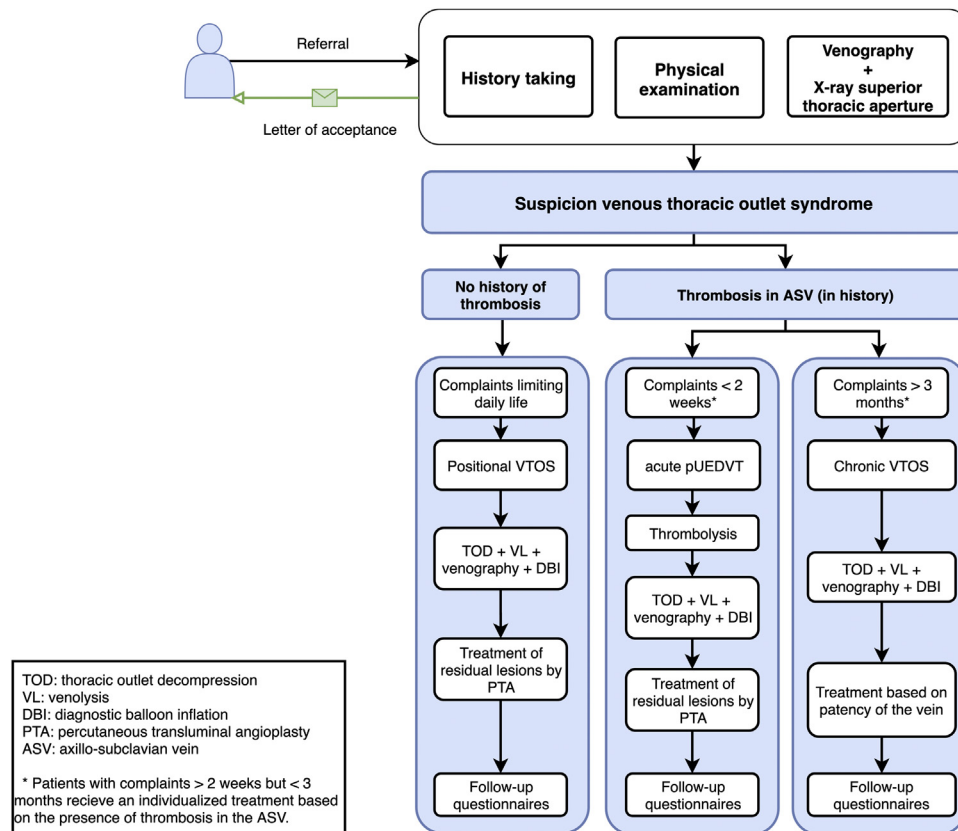 Referral
Letter of acceptance
History taking
Physical
examination
Venography
+
X-ray superior
thoracic aperture
Suspicion venous thoracic outlet syndrome
No history of
thrombosis
Thrombosis in ASV (in history)
Complaints limiting
daily life
Positional VTOS
TOD + VL +
venography + DBI
Treatment of
residual lesions by
PTA
Follow-up
questionnaires
Complaints < 2
weeks*
acute pUEDVT
Thrombolysis
TOD + VL +
venography + DBI
Treatment of
residual lesions by
PTA
Follow-up
questionnaires
Complaints > 3
months*
Chronic VTOS
TOD + VL +
venography + DBI
Treatment based on
patency of the vein
Follow-up
questionnaires
TOD: thoracic outlet decompression
VL: venolysis
DBI: diagnostic balloon inflation
PTA: percutaneous transluminal angioplasty
ASV: axillo-subclavian vein
* Patients with complaints > 2 weeks but < 3
months recieve an individualized treatment based
on the presence of thrombosis in the ASV.